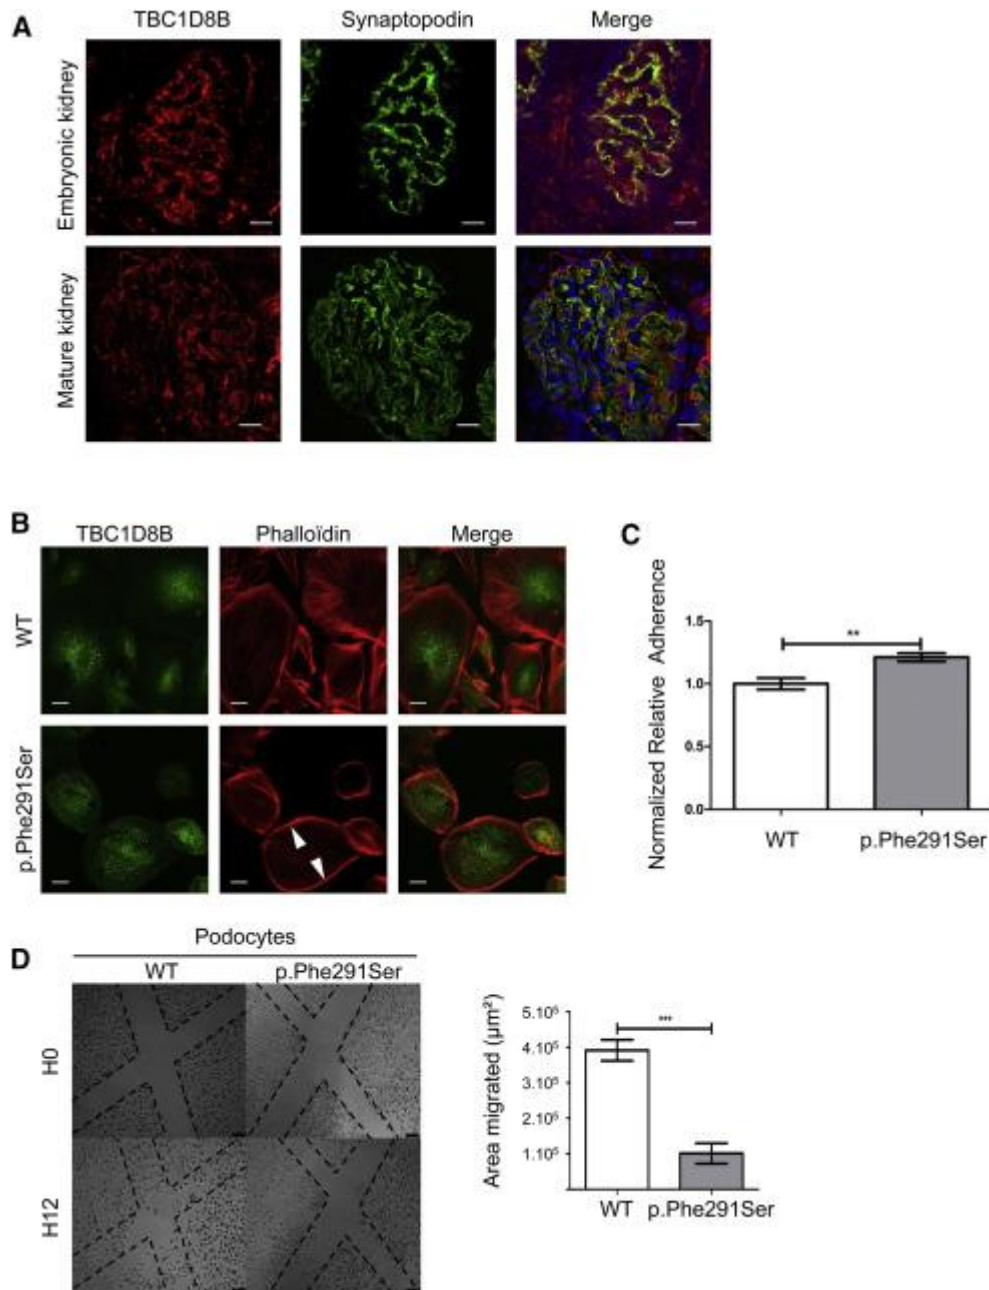 A
TBC1D8B Synaptopodin Merge
Embryonic kidney
Mature kidney
B
TBC1D8B Phalloïdin Merge
WT
p.Phe291Ser
C
Normalized Relative Adherence
1.5
**
1.0
0.5
0.0
WT p.Phe291Ser
D
Podocytes
WT p.Phe291Ser
H0
H12
Area migrated (µm²)
5.10⁵
***
4.10⁵
3.10⁵
2.10⁵
1.10⁵
WT p.Phe291Ser